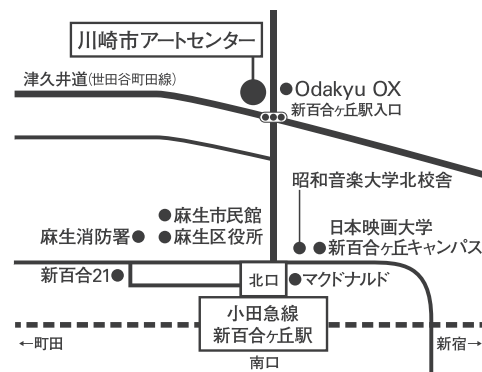 川崎市アートセンター
津久井道(世田谷町田線)
Odakyu OX
新百合ヶ丘駅入口
昭和音楽大学北校舎
麻生市民館
日本映画大学
麻生消防署
麻生区役所
新百合ヶ丘キャンパス
新百合21
北口
マクドナルド
小田急線
新百合ヶ丘駅
←町田
新宿→
南口